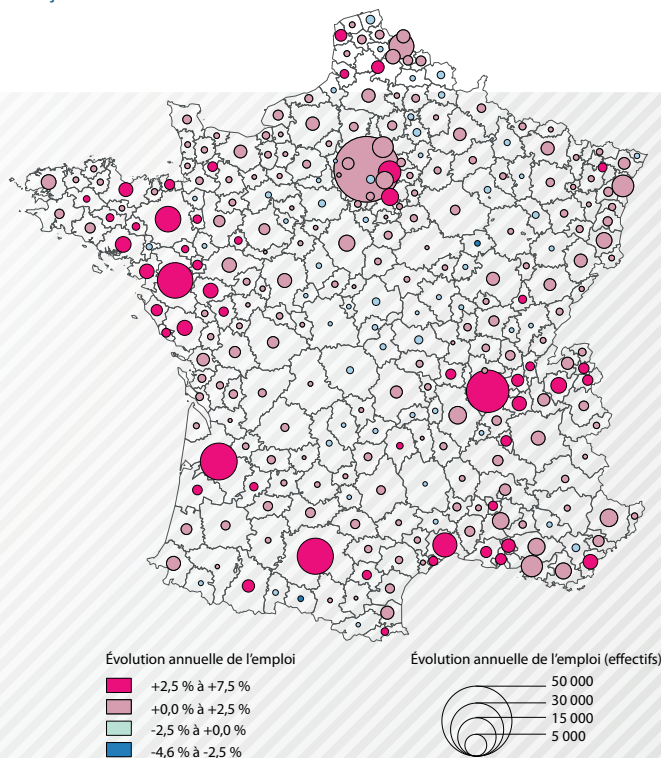 Évolution annuelle de l'emploi
+2,5 % à +7,5 %
+0,0 % à +2,5 %
-2,5 % à +0,0 %
-4,6 % à -2,5 %
Évolution annuelle de l'emploi (effectifs)
50 000
30 000
15 000
5 000